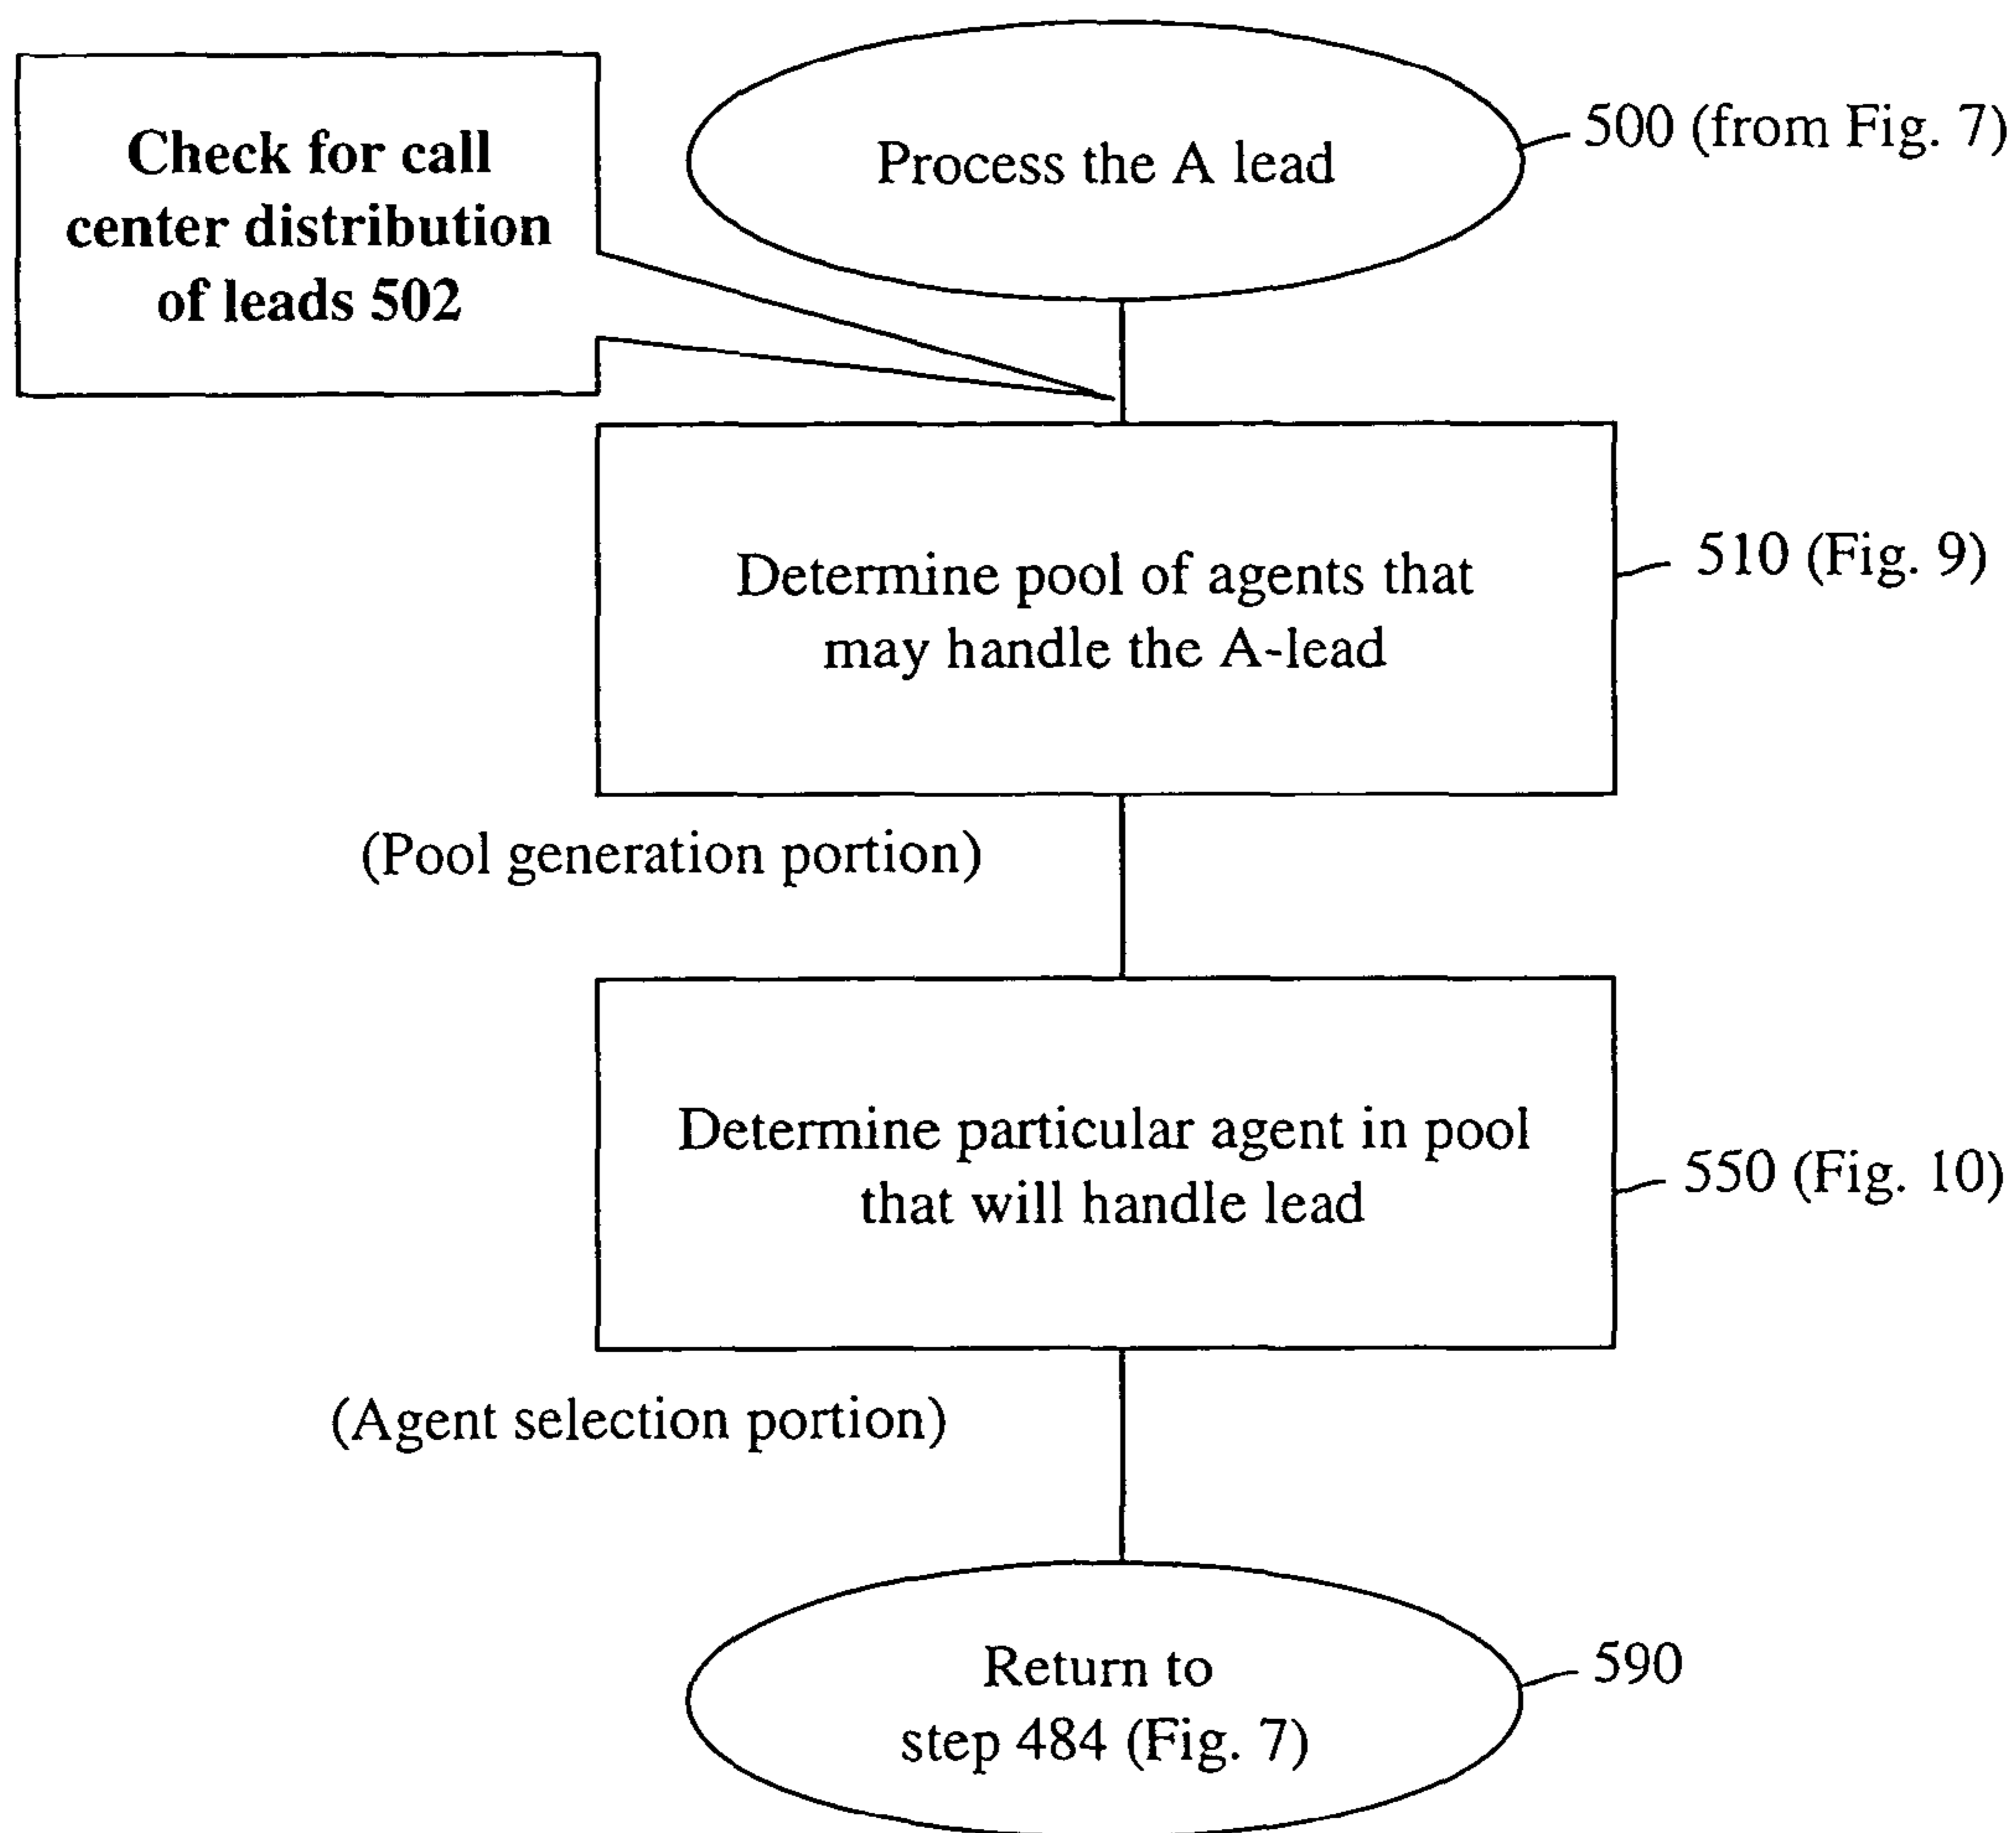 Check for call
center distribution
of leads 502
Process the A lead
500 (from Fig. 7)
Determine pool of agents that
may handle the A-lead
510 (Fig. 9)
(Pool generation portion)
Determine particular agent in pool
that will handle lead
550 (Fig. 10)
(Agent selection portion)
Return to
step 484 (Fig. 7)
590